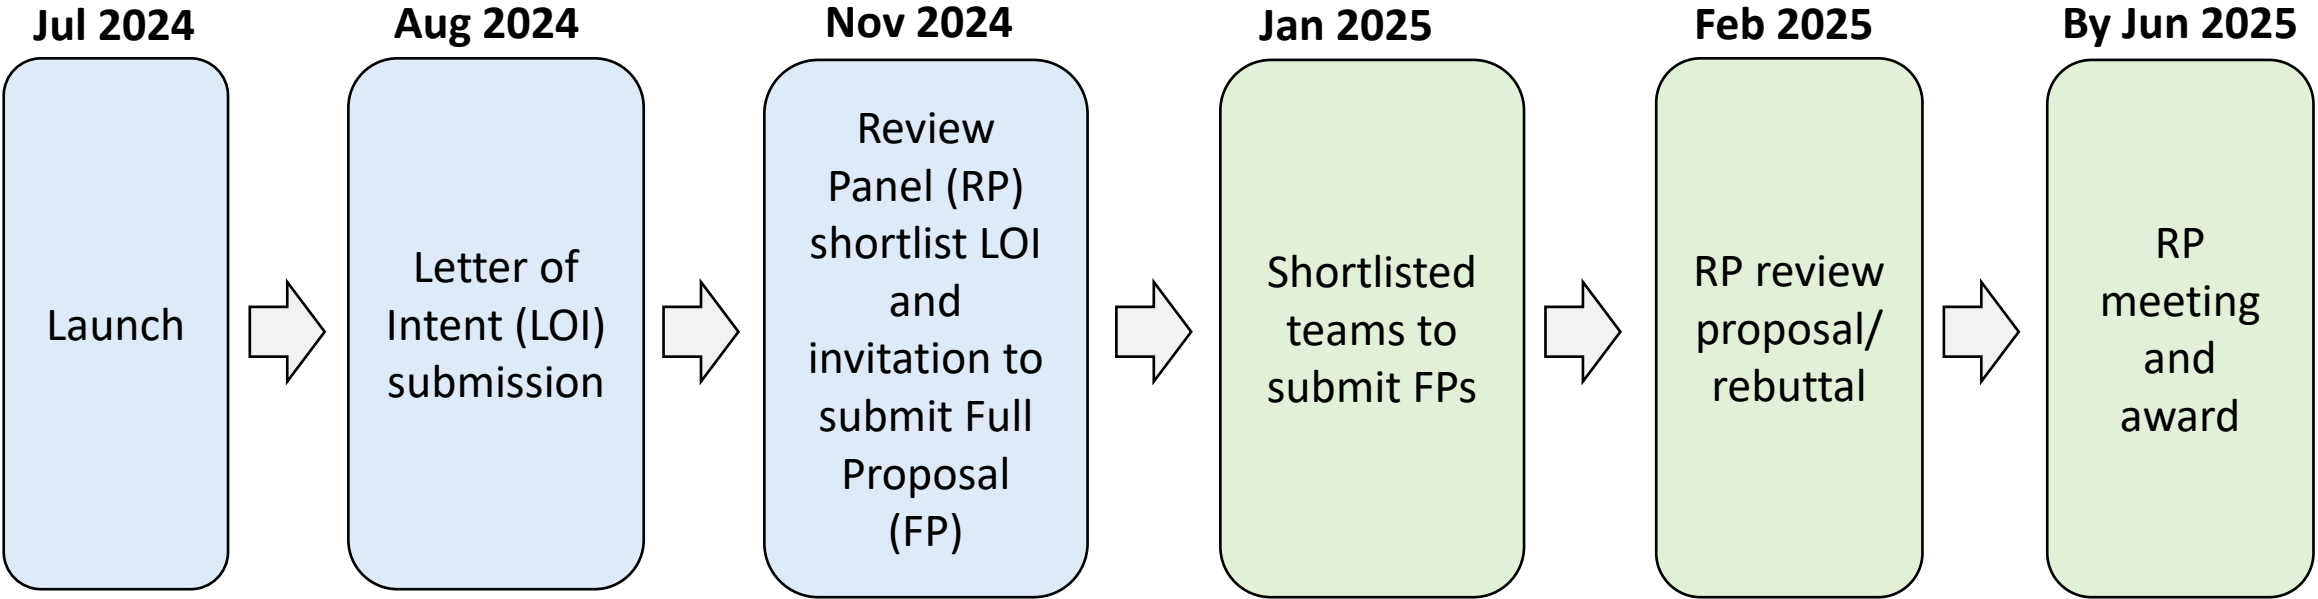 Jul 2024
Launch
Aug 2024
Letter of
Intent (LOI)
submission
Nov 2024
Review
Panel (RP)
shortlist LOI
and
invitation to
submit Full
Proposal
(FP)
Jan 2025
Shortlisted
teams to
submit FPs
Feb 2025
RP review
proposal/
rebuttal
By Jun 2025
RP
meeting
and
award